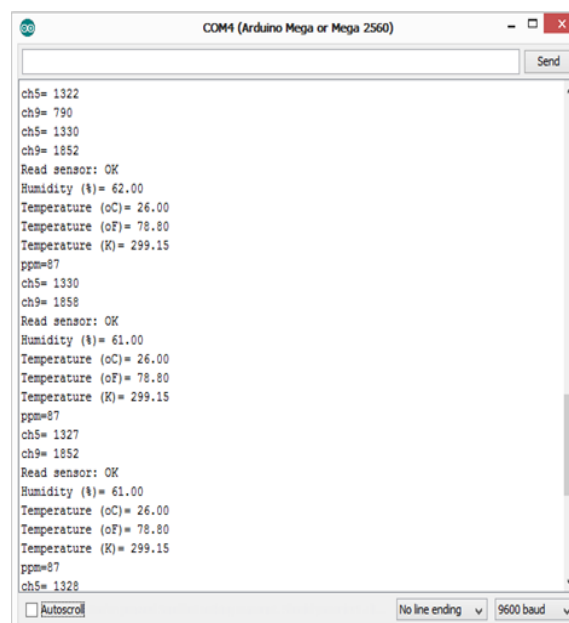 COM4 (Arduino Mega or Mega 2560)
Send
ch5= 1322
ch9= 790
ch5= 1330
ch9= 1852
Read sensor: OK
Humidity (%)= 62.00
Temperature (oC)= 26.00
Temperature (oF)= 78.80
Temperature (K)= 299.15
ppm=87
ch5= 1330
ch9= 1858
Read sensor: OK
Humidity (%)= 61.00
Temperature (oC)= 26.00
Temperature (oF)= 78.80
Temperature (K)= 299.15
ppm=87
ch5= 1327
ch9= 1852
Read sensor: OK
Humidity (%)= 61.00
Temperature (oC)= 26.00
Temperature (oF)= 78.80
Temperature (K)= 299.15
ppm=87
ch5= 1328
Autoscroll No line ending 9600 baud